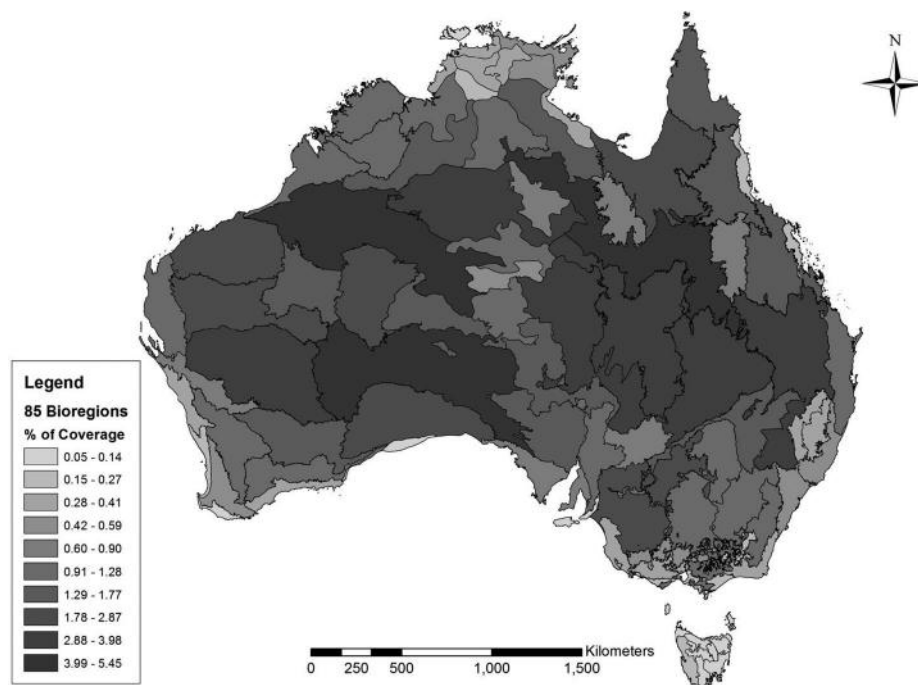 N
Legend
85 Bioregions
% of Coverage
0.05 - 0.14
0.15 - 0.27
0.28 - 0.41
0.42 - 0.59
0.60 - 0.90
0.91 - 1.28
1.29 - 1.77
1.78 - 2.87
2.88 - 3.98
3.99 - 5.45
Kilometers
0 250 500 1,000 1,500